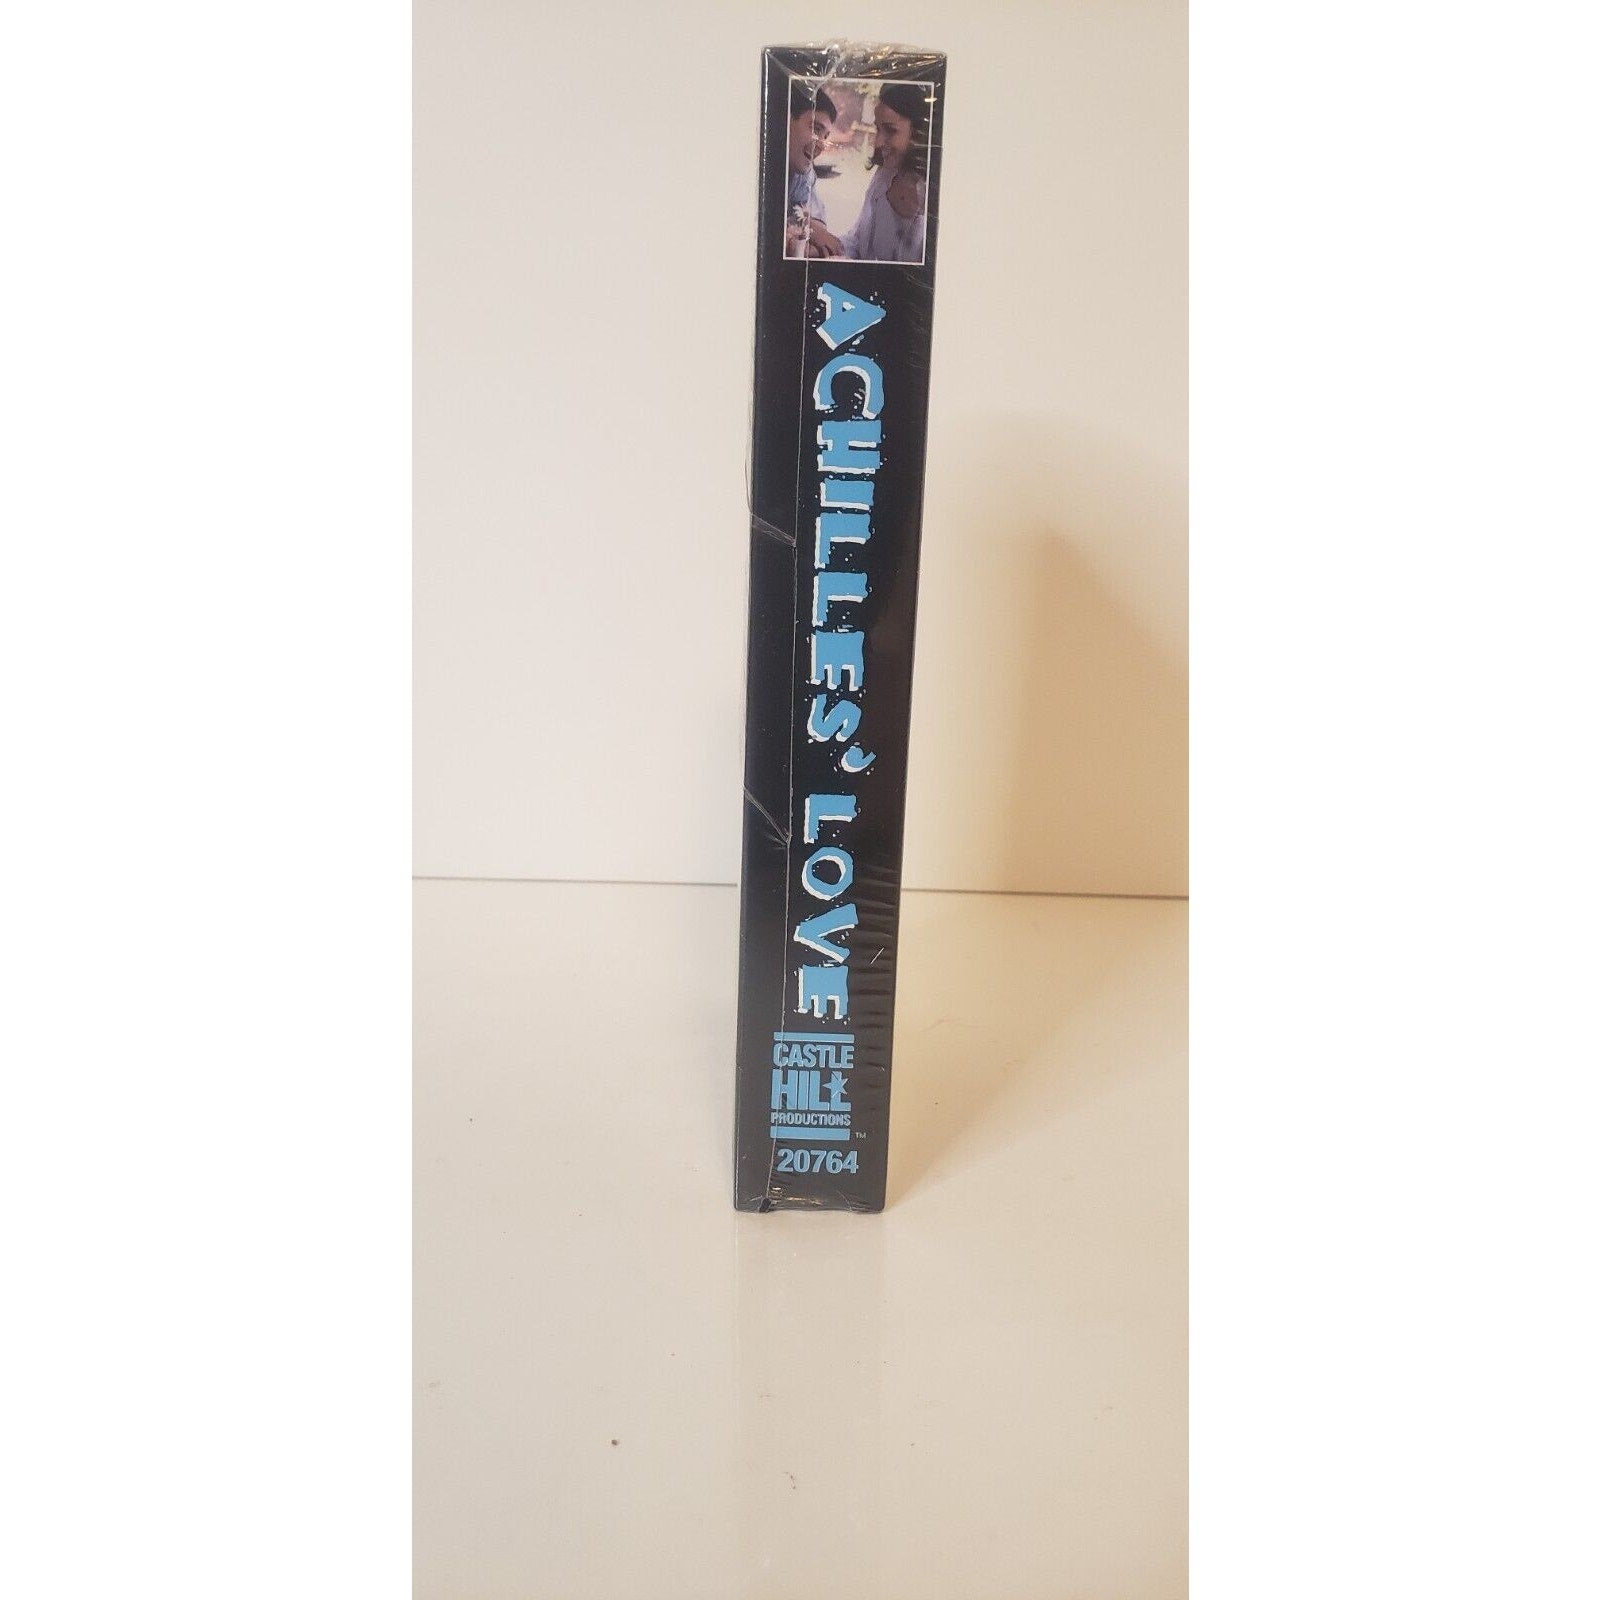 ACHILLES' LOVE
CASTLE
HILL
PRODUCTIONS
TM
20764